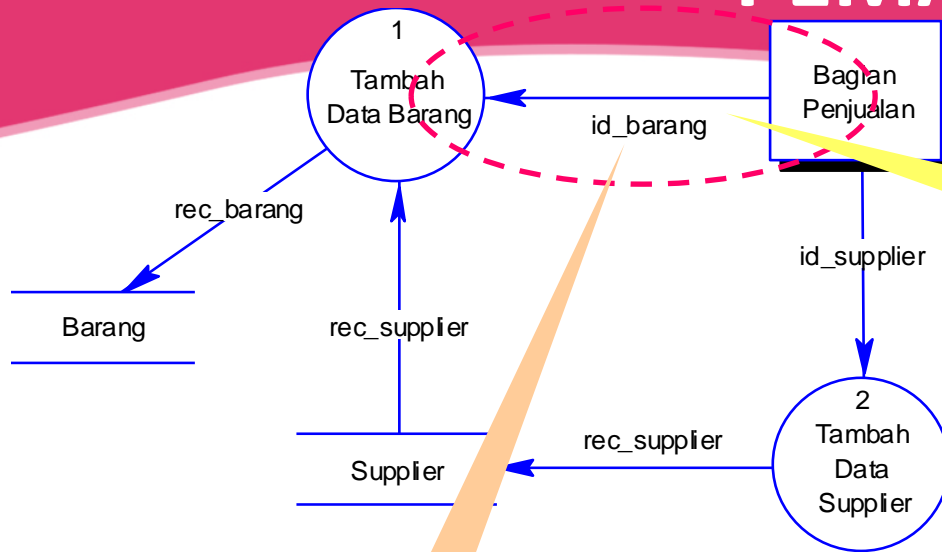 1
Tambah
Data Barang
Bagian
Penjualan
id_barang
rec_barang
id_supplier
Barang
rec_supplier
2
Tambah
Data
Supplier
rec_supplier
Supplier